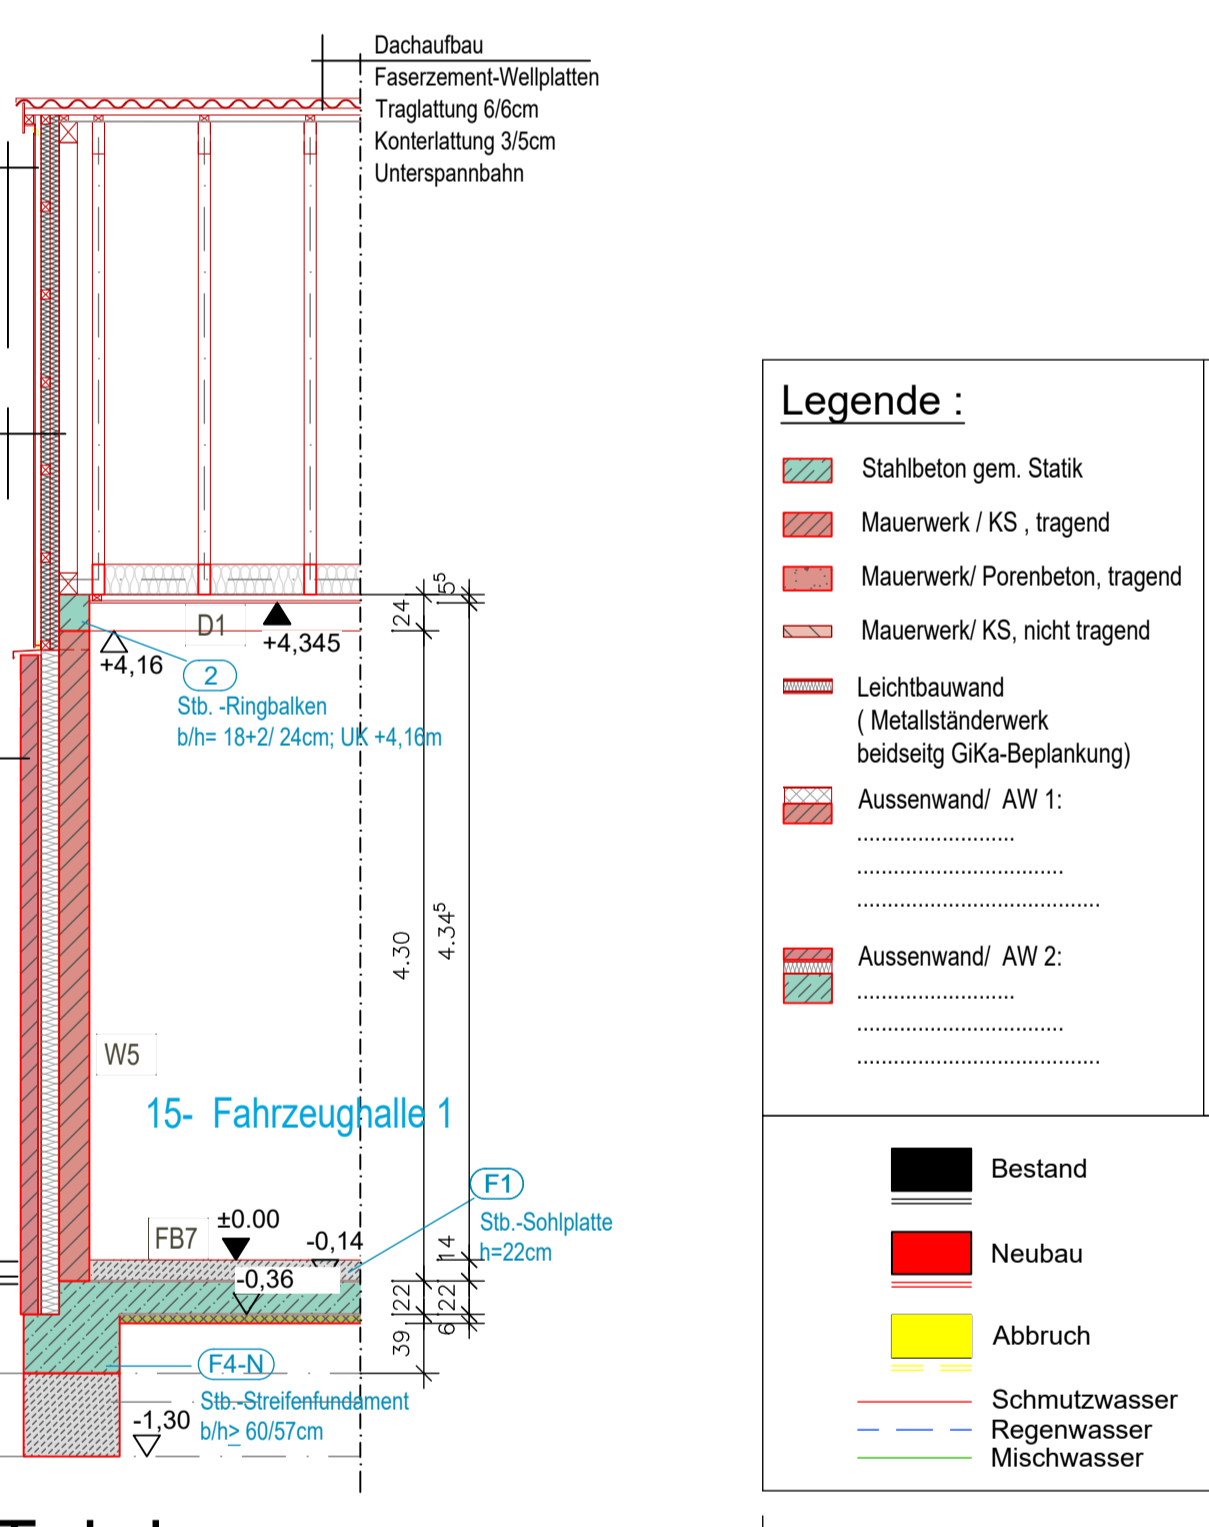 Dachaufbau
Faserzement-Wellplatten
Traglattung 6/6cm
Konterlattung 3/5cm
Unterspannbahn
5⁵
24
D1
+4,345
+4,16
2
Stb. -Ringbalken
b/h= 18+2/ 24cm; UK +4,16m
4.30
4.34⁵
W5
15- Fahrzeughalle 1
F1
Stb.-Sohlplatte
h=22cm
FB7
±0.00
-0,14
14
-0,36
22
22
6
39
F4-N
Stb.-Streifenfundament
b/h≥ 60/57cm
-1,30
Legende :
Stahlbeton gem. Statik
Mauerwerk / KS , tragend
Mauerwerk/ Porenbeton, tragend
Mauerwerk/ KS, nicht tragend
Leichtbauwand
( Metallständerwerk
beidseitg GiKa-Beplankung)
Aussenwand/ AW 1:
..........................
..................................
........................................
Aussenwand/ AW 2:
..........................
..................................
........................................
Bestand
Neubau
Abbruch
Schmutzwasser
Regenwasser
Mischwasser